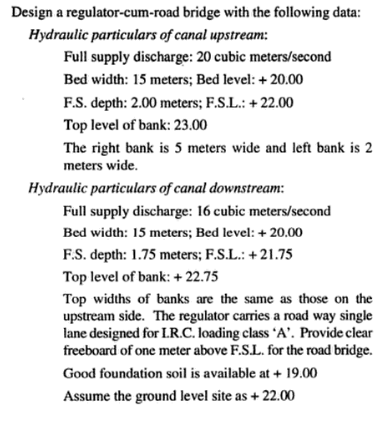 Design a regulator-cum-road bridge with the following data:
Hydraulic particulars of canal upstream:
Full supply discharge: 20 cubic meters/second
Bed width: 15 meters; Bed level: + 20.00
F.S. depth: 2.00 meters; F.S.L.: + 22.00
Top level of bank: 23.00
The right bank is 5 meters wide and left bank is 2
meters wide.
Hydraulic particulars of canal downstream:
Full supply discharge: 16 cubic meters/second
Bed width: 15 meters; Bed level: + 20.00
F.S. depth: 1.75 meters; F.S.L.: + 21.75
Top level of bank: + 22.75
Top widths of banks are the same as those on the
upstream side. The regulator carries a road way single
lane designed for I.R.C. loading class ‘A’. Provide clear
freeboard of one meter above F.S.L. for the road bridge.
Good foundation soil is available at + 19.00
Assume the ground level site as + 22.00